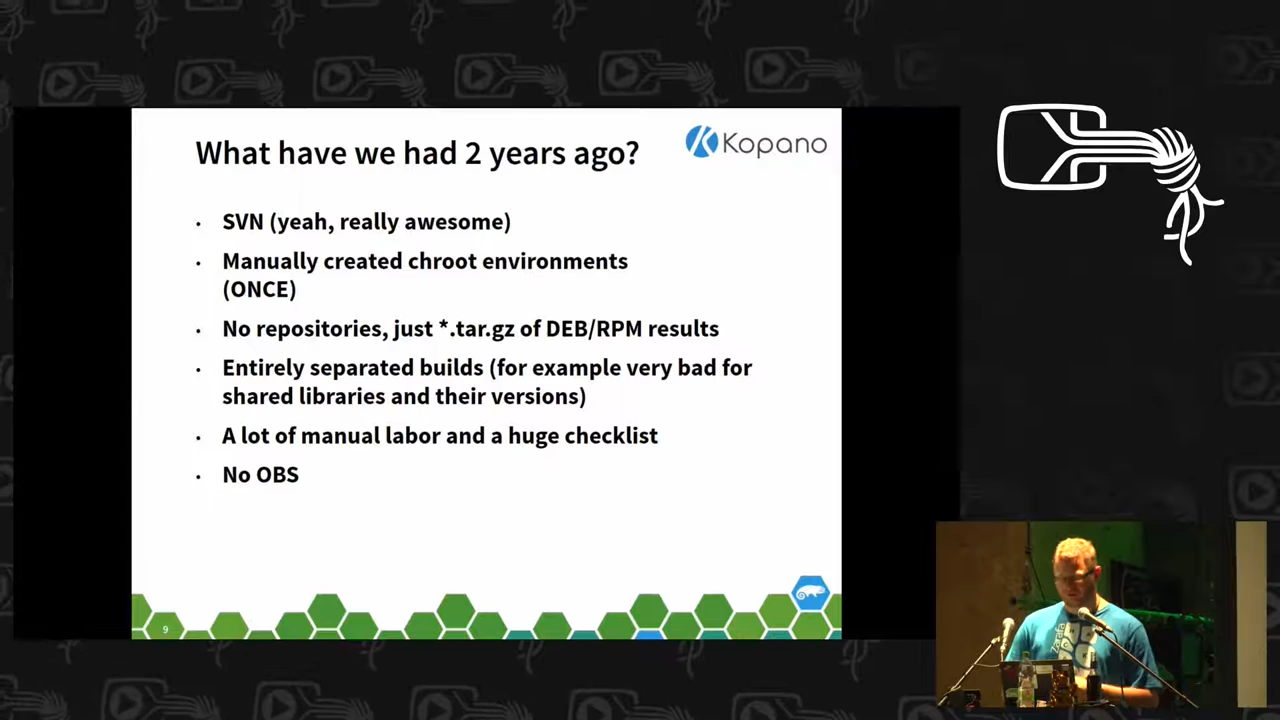 What have we had 2 years ago?
Kopano
• SVN (yeah, really awesome)
• Manually created chroot environments
(ONCE)
• No repositories, just *.tar.gz of DEB/RPM results
• Entirely separated builds (for example very bad for
shared libraries and their versions)
• A lot of manual labor and a huge checklist
• No OBS
9
Zarafa